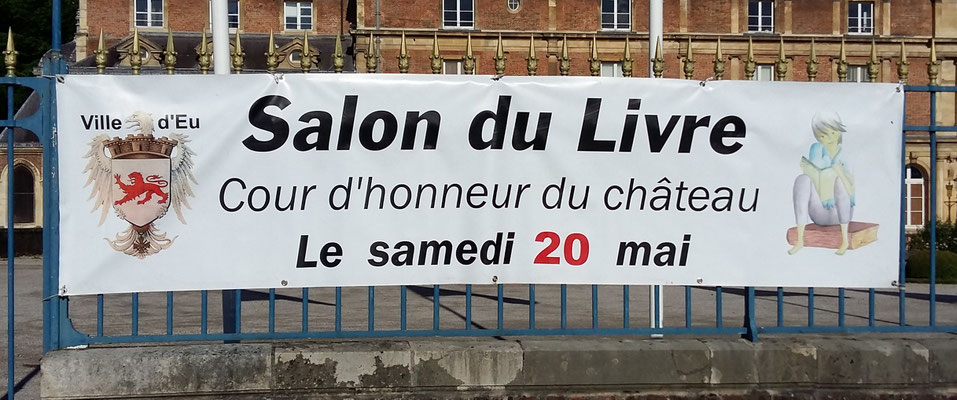 Ville d'Eu
Salon du Livre
Cour d'honneur du château
Le samedi 20 mai